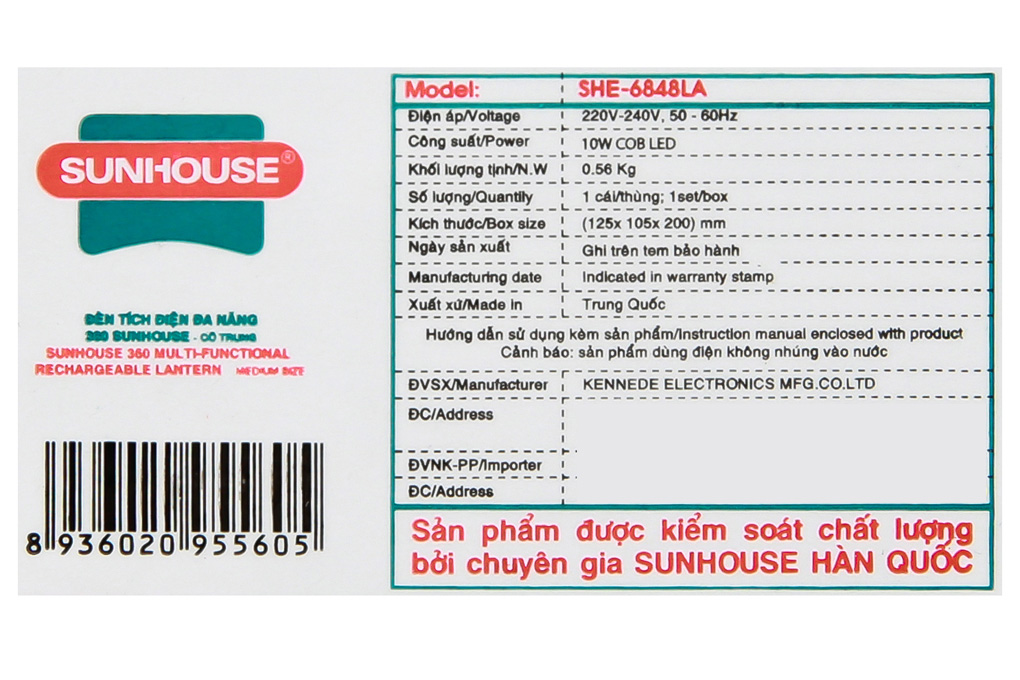 SUNHOUSE®
ĐÈN TÍCH ĐIỆN ĐA NĂNG
360 SUNHOUSE - CỠ TRUNG
SUNHOUSE 360 MULTI-FUNCTIONAL
RECHARGEABLE LANTERN MEDIUM SIZE
8 936020 955605
Model: SHE-6848LA
Điện áp/Voltage 220V-240V, 50 - 60Hz
Công suất/Power 10W COB LED
Khối lượng tịnh/N.W 0.56 Kg
Số lượng/Quantily 1 cái/thùng; 1set/box
Kích thước/Box size (125x 105x 200) mm
Ngày sản xuất Ghi trên tem bảo hành
Manufacturing date Indicated in warranty stamp
Xuất xứ/Made in Trung Quốc
Hướng dẫn sử dụng kèm sản phẩm/Instruction manual enclosed with product
Cảnh báo: sản phẩm dùng điện không nhúng vào nước
ĐVSX/Manufacturer KENNEDE ELECTRONICS MFG.CO.LTD
ĐC/Address
ĐVNK-PP/Importer
ĐC/Address
Sản phẩm được kiểm soát chất lượng
bởi chuyên gia SUNHOUSE HÀN QUỐC